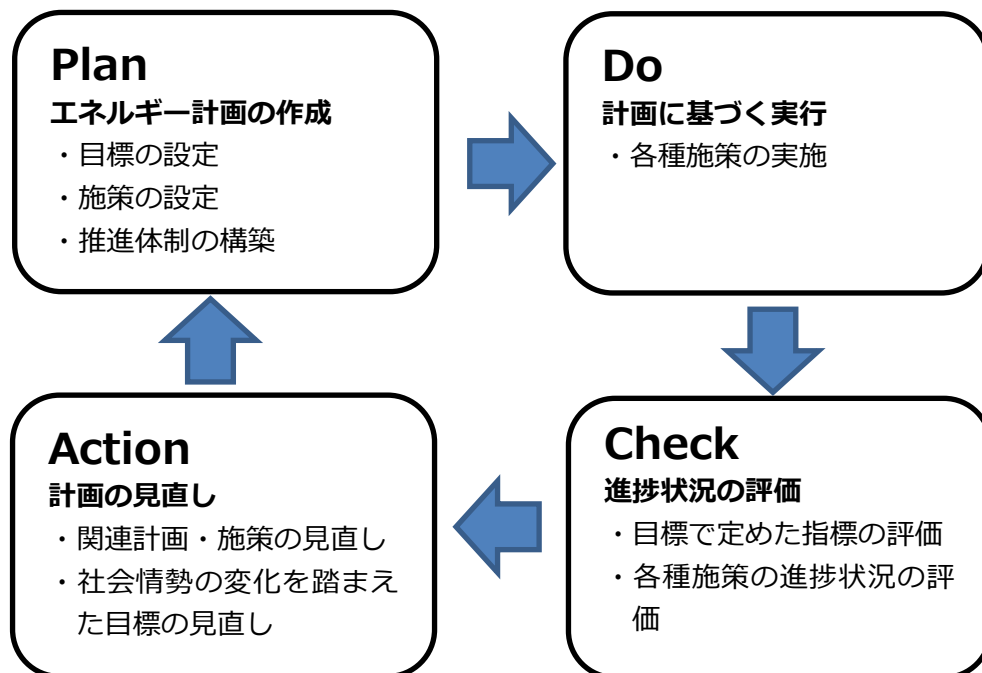 Plan
エネルギー計画の作成
・目標の設定
・施策の設定
・推進体制の構築
Do
計画に基づく実行
・各種施策の実施
Action
計画の見直し
・関連計画・施策の見直し
・社会情勢の変化を踏まえ
た目標の見直し
Check
進捗状況の評価
・目標で定めた指標の評価
・各種施策の進捗状況の評
価